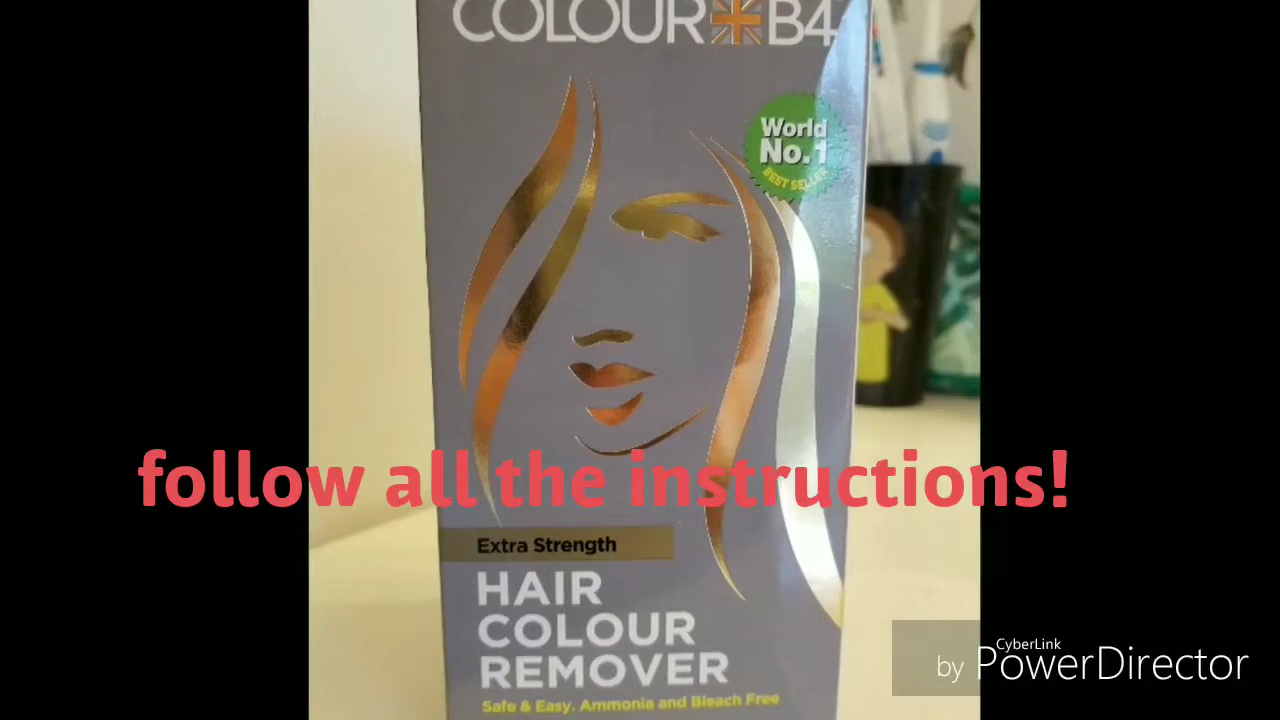 COLOUR B4
World
No.1
BEST SELLER
follow all the instructions!
Extra Strength
HAIR
COLOUR
REMOVER
Safe & Easy. Ammonia and Bleach Free
CyberLink
by PowerDirector